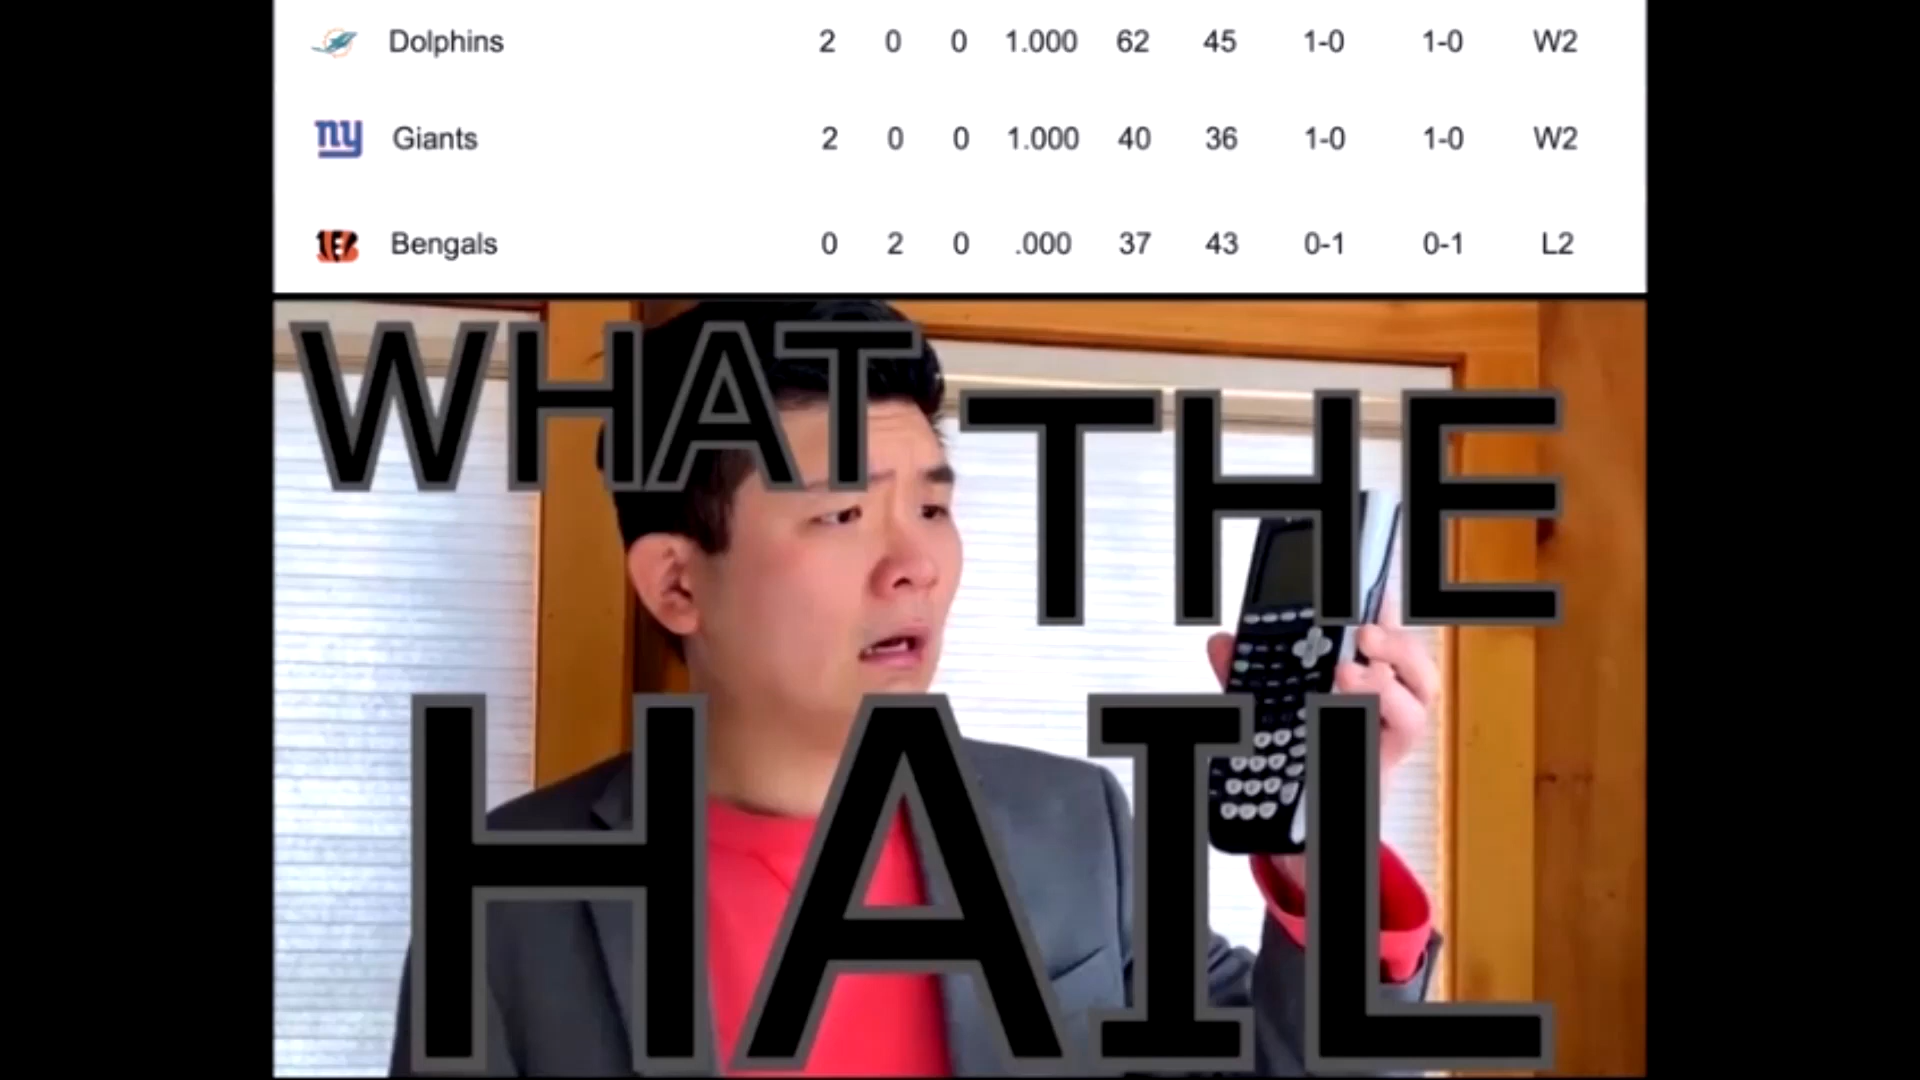 Dolphins 2 0 0 1.000 62 45 1-0 1-0 W2
ny Giants 2 0 0 1.000 40 36 1-0 1-0 W2
Bengals 0 2 0 .000 37 43 0-1 0-1 L2
WHAT THE
HAIL